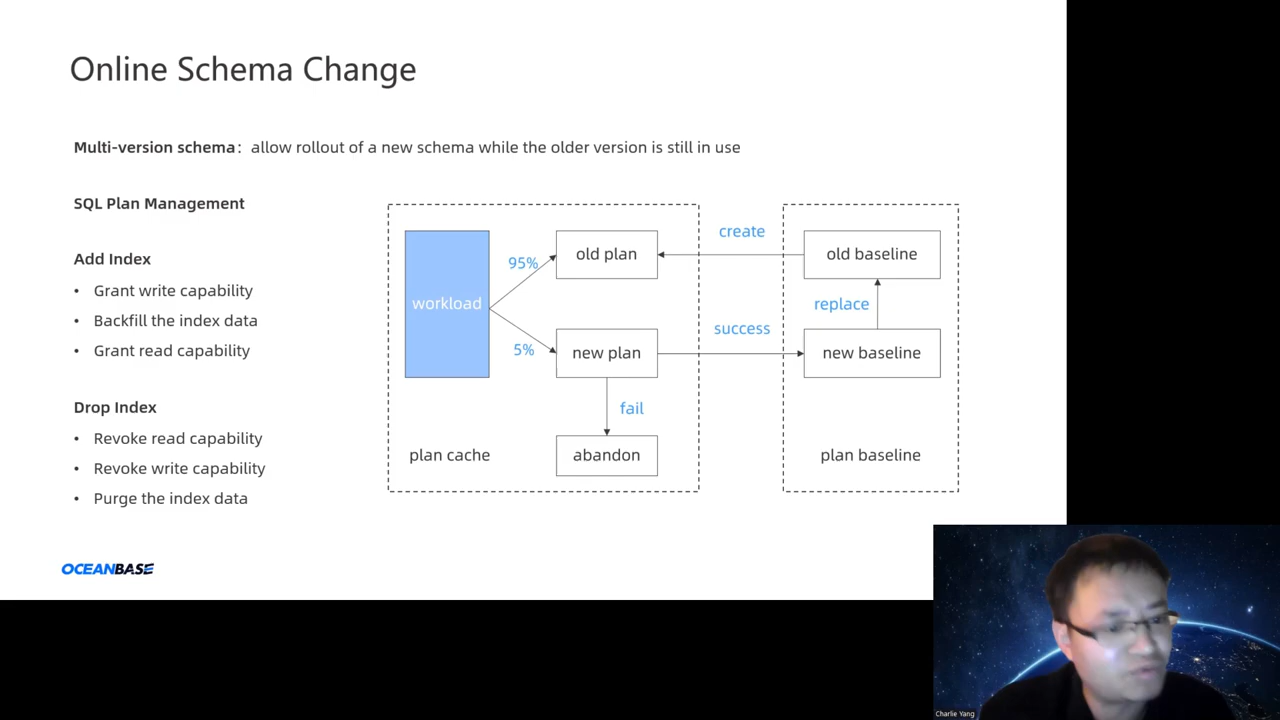 Online Schema Change
Multi-version schema: allow rollout of a new schema while the older version is still in use
SQL Plan Management
Add Index
• Grant write capability
• Backfill the index data
• Grant read capability
Drop Index
• Revoke read capability
• Revoke write capability
• Purge the index data
workload
95%
5%
old plan
new plan
fail
abandon
plan cache
create
success
old baseline
replace
new baseline
plan baseline
OCEANBASE
Charlie Yang